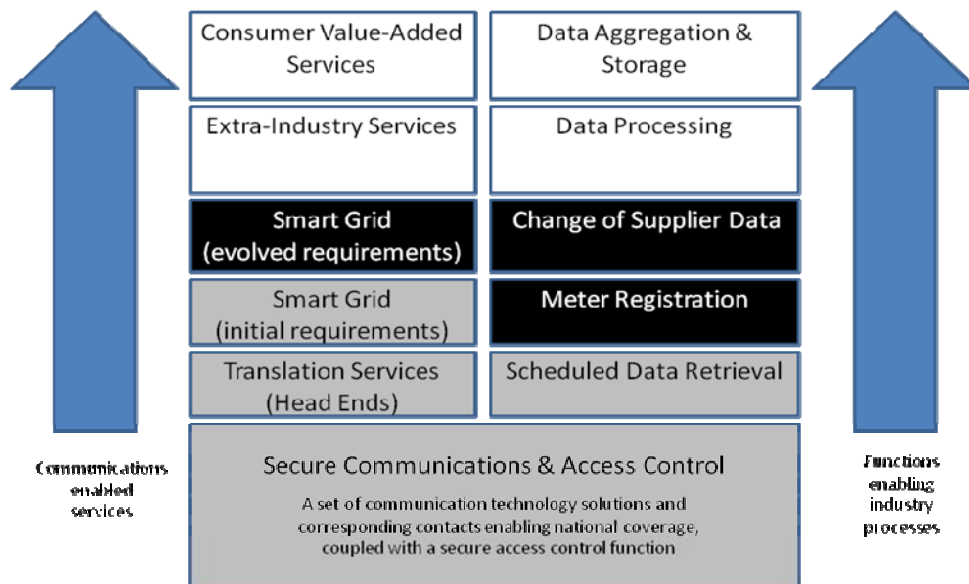 Consumer Value-Added
Services
Data Aggregation &
Storage
Extra-Industry Services
Data Processing
Smart Grid
(evolved requirements)
Change of Supplier Data
Smart Grid
(initial requirements)
Meter Registration
Translation Services
(Head Ends)
Scheduled Data Retrieval
Communications
enabled
services
Secure Communications & Access Control
A set of communication technology solutions and
corresponding contacts enabling national coverage,
coupled with a secure access control function
Functions
enabling
industry
processes